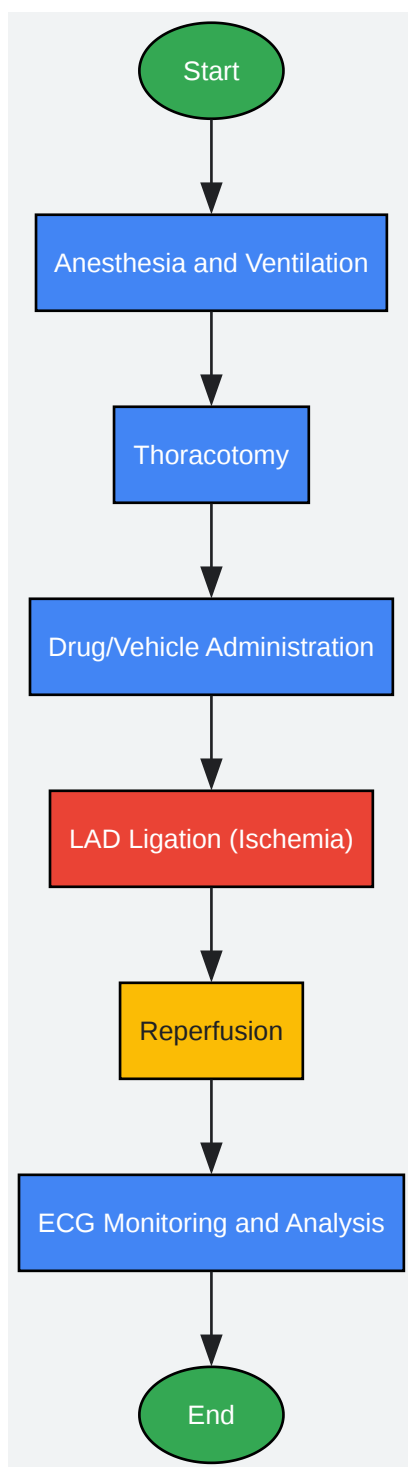 Start
Anesthesia and Ventilation
Thoracotomy
Drug/Vehicle Administration
LAD Ligation (Ischemia)
Reperfusion
ECG Monitoring and Analysis
End